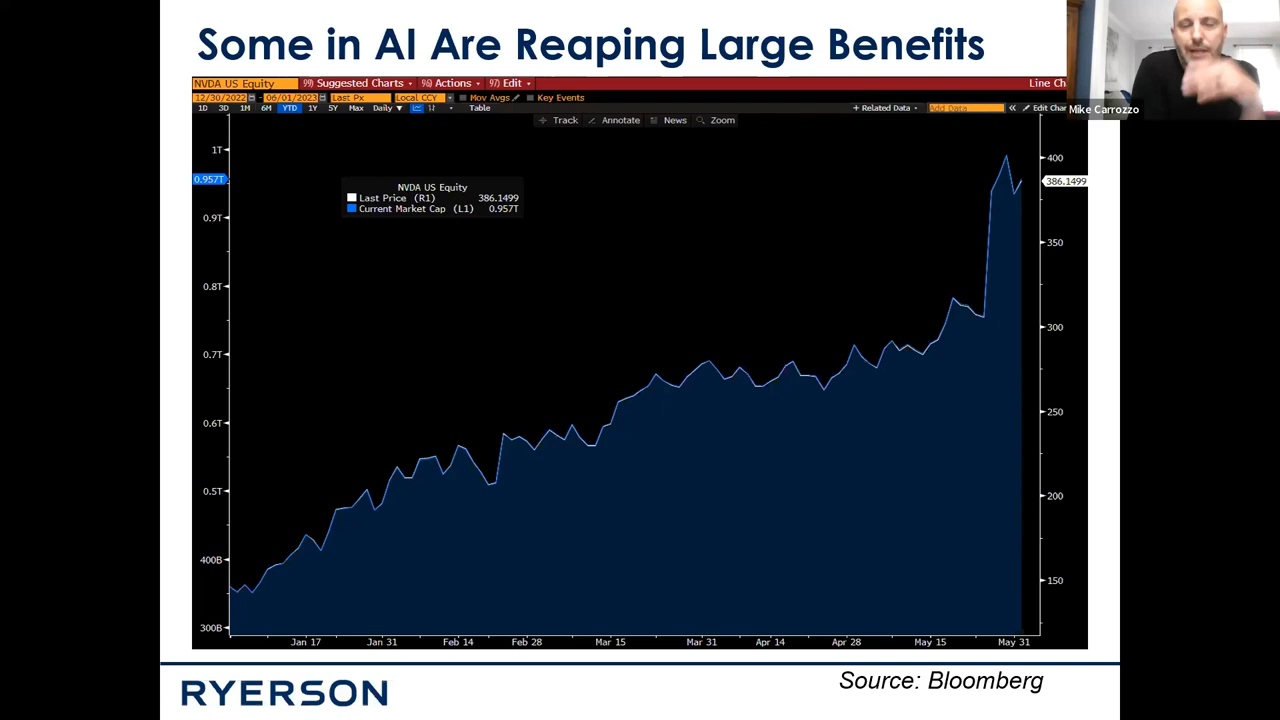 Some in AI Are Reaping Large Benefits
Mike Carrozzo
NVDA US Equity 99) Suggested Charts 96) Actions 97) Edit Line Ch
12/30/2022 - 06/01/2023 Last Px Local CCY Mov Avgs Key Events
1D 3D 1M 6M YTD 1Y 5Y Max Daily Table + Related Data Add Data « Edit Char
Track Annotate News Zoom
NVDA US Equity
Last Price (R1) 386.1499
Current Market Cap (L1) 0.957T
1T
0.957T
0.9T
0.8T
0.7T
0.6T
0.5T
400B
300B
400
386.1499
350
300
250
200
150
Jan 17 Jan 31 Feb 14 Feb 28 Mar 15 Mar 31 Apr 14 Apr 28 May 15 May 31
Source: Bloomberg
RYERSON